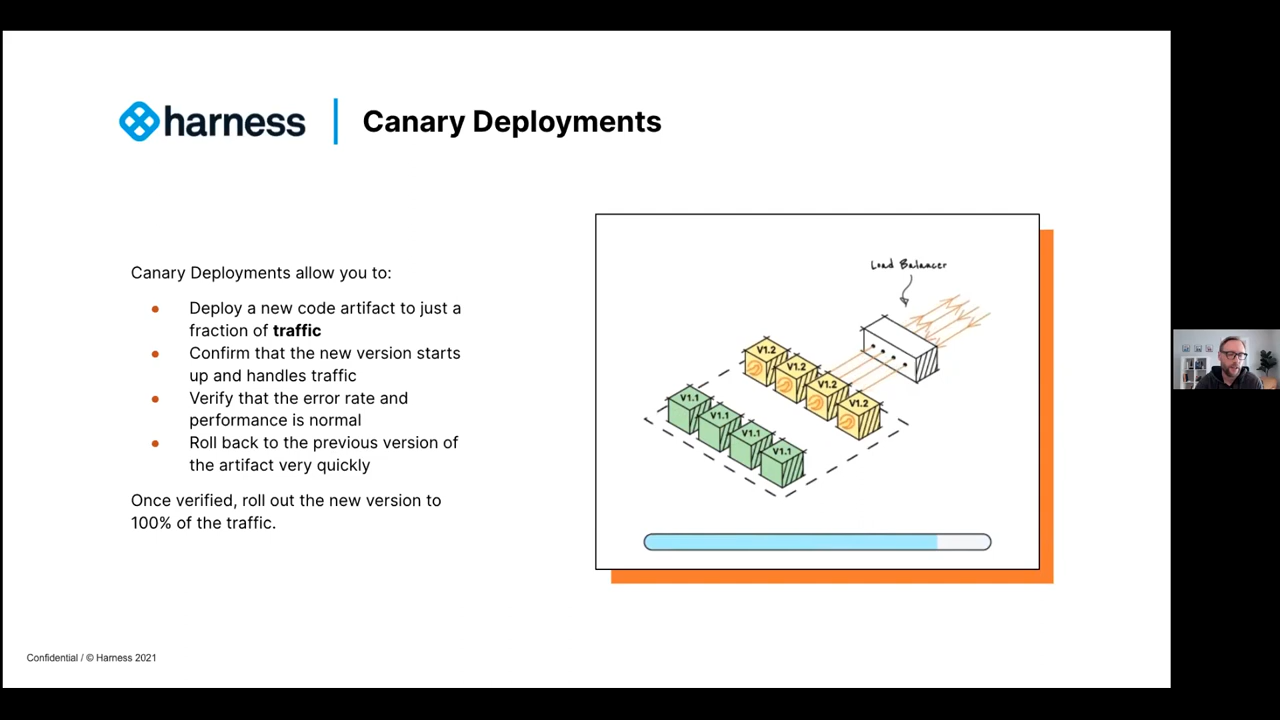 harness
Canary Deployments
Canary Deployments allow you to:
● Deploy a new code artifact to just a
fraction of traffic
● Confirm that the new version starts
up and handles traffic
● Verify that the error rate and
performance is normal
● Roll back to the previous version of
the artifact very quickly
Once verified, roll out the new version to
100% of the traffic.
Load Balancer
V1.2
V1.2
V1.2
V1.2
V1.1
V1.1
V1.1
V1.1
Confidential / © Harness 2021